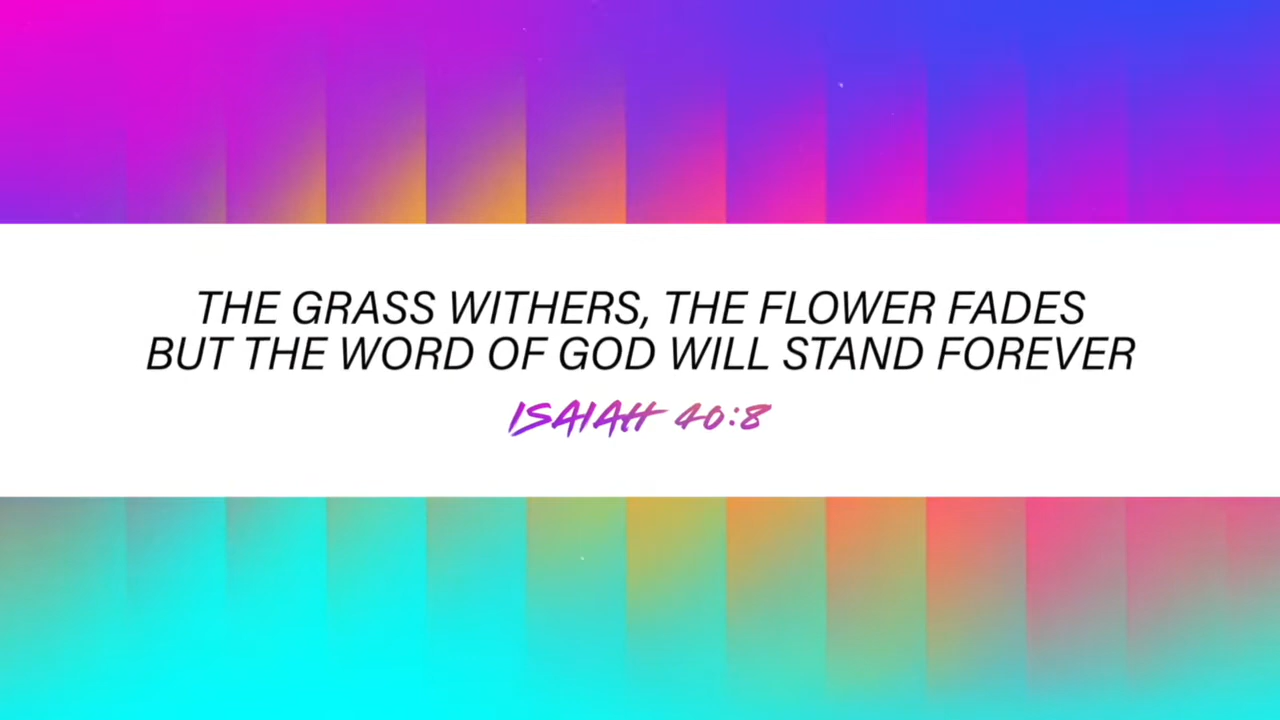 THE GRASS WITHERS, THE FLOWER FADES
BUT THE WORD OF GOD WILL STAND FOREVER
ISAIAH 40:8